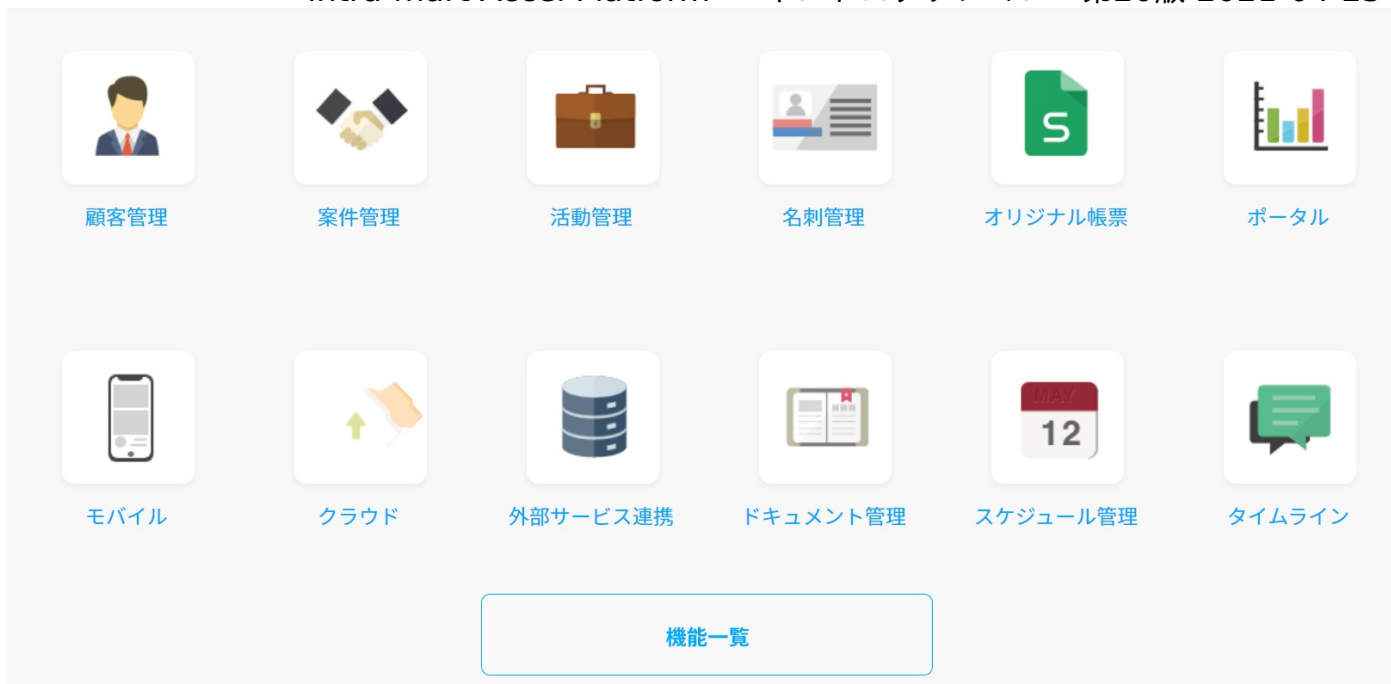 顧客管理 案件管理 活動管理 名刺管理 オリジナル帳票 ポータル
S
MAY
12
モバイル クラウド 外部サービス連携 ドキュメント管理 スケジュール管理 タイムライン
機能一覧